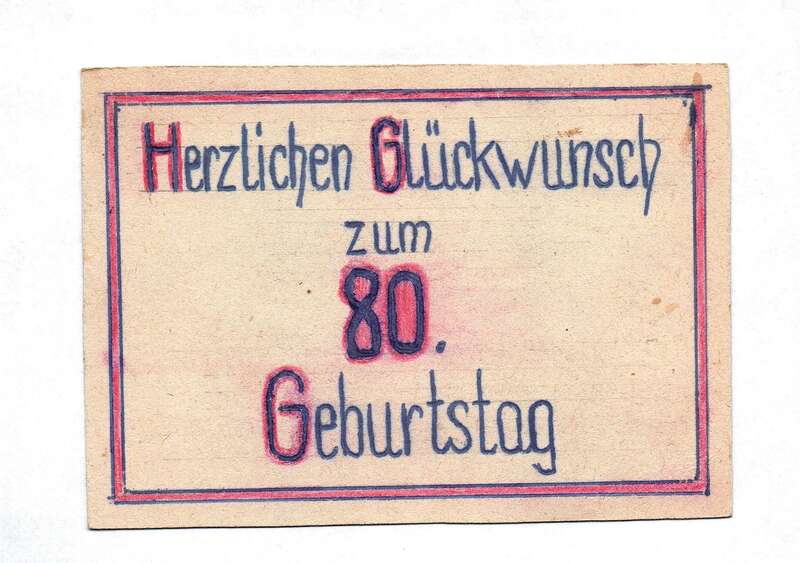 Herzlichen Glückwunsch
zum
80.
Geburtstag